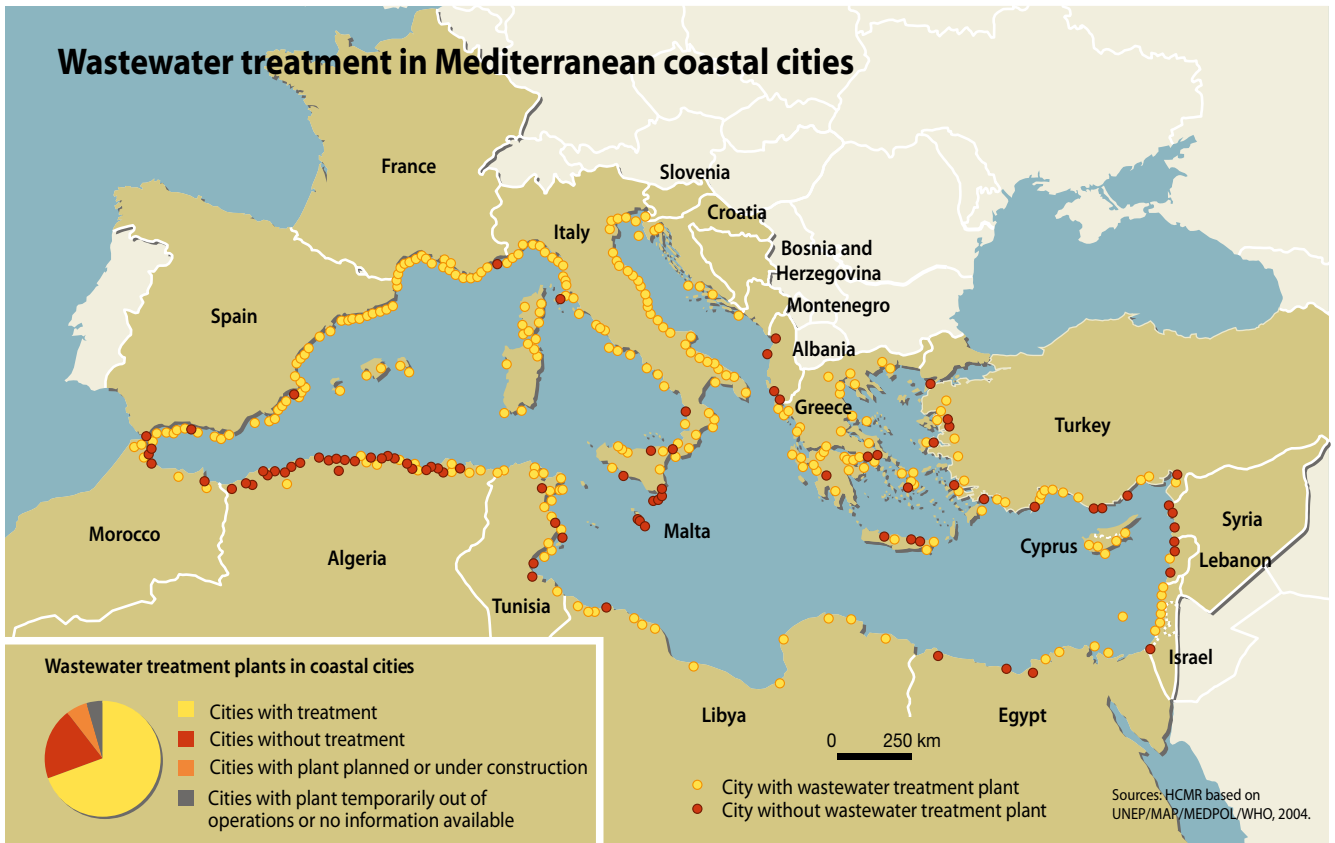 Wastewater treatment in Mediterranean coastal cities
France
Slovenia
Croatia
Italy
Bosnia and
Herzegovina
Montenegro
Spain
Albania
Greece
Turkey
Morocco
Algeria
Malta
Cyprus
Syria
Lebanon
Tunisia
Israel
Libya
Egypt
Wastewater treatment plants in coastal cities
Cities with treatment
Cities without treatment
Cities with plant planned or under construction
Cities with plant temporarily out of
operations or no information available
0 250 km
City with wastewater treatment plant
City without wastewater treatment plant
Sources: HCMR based on
UNEP/MAP/MEDPOL/WHO, 2004.